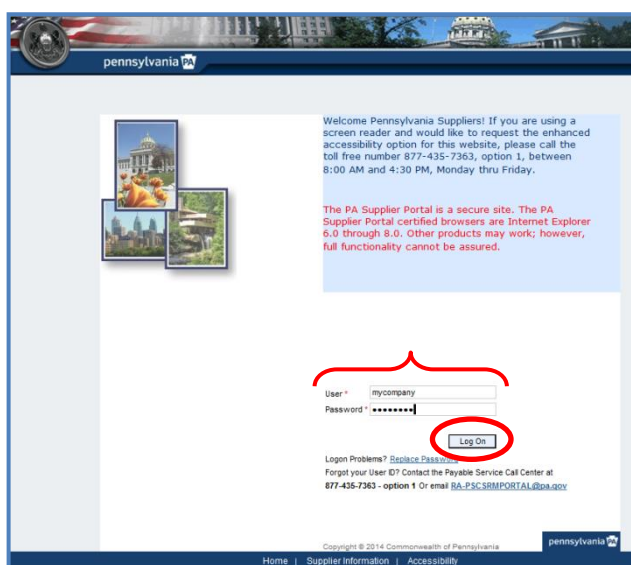 pennsylvania PA
Welcome Pennsylvania Suppliers! If you are using a
screen reader and would like to request the enhanced
accessibility option for this website, please call the
toll free number 877-435-7363, option 1, between
8:00 AM and 4:30 PM, Monday thru Friday.
The PA Supplier Portal is a secure site. The PA
Supplier Portal certified browsers are Internet Explorer
6.0 through 8.0. Other products may work; however,
full functionality cannot be assured.
User * mycompany
Password * ••••••••
Log On
Logon Problems? Replace Password
Forgot your User ID? Contact the Payable Service Call Center at
877-435-7363 - option 1 Or email RA-PSCSRMPORTAL@pa.gov
Copyright © 2014 Commonwealth of Pennsylvania
pennsylvania PA
Home | Supplier Information | Accessibility